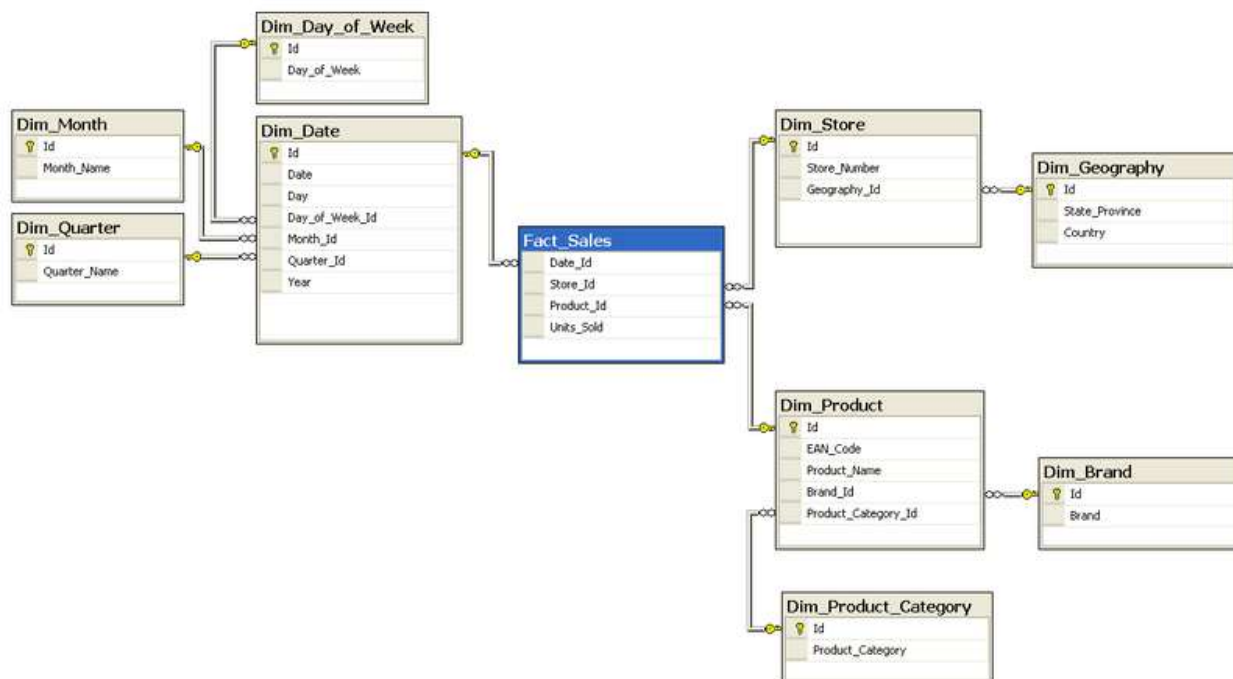 Dim_Day_of_Week
Id
Day_of_Week
Dim_Month
Id
Month_Name
Dim_Quarter
Id
Quarter_Name
Dim_Date
Id
Date
Day
Day_of_Week_Id
Month_Id
Quarter_Id
Year
Fact_Sales
Date_Id
Store_Id
Product_Id
Units_Sold
Dim_Store
Id
Store_Number
Geography_Id
Dim_Geography
Id
State_Province
Country
Dim_Product
Id
EAN_Code
Product_Name
Brand_Id
Product_Category_Id
Dim_Brand
Id
Brand
Dim_Product_Category
Id
Product_Category